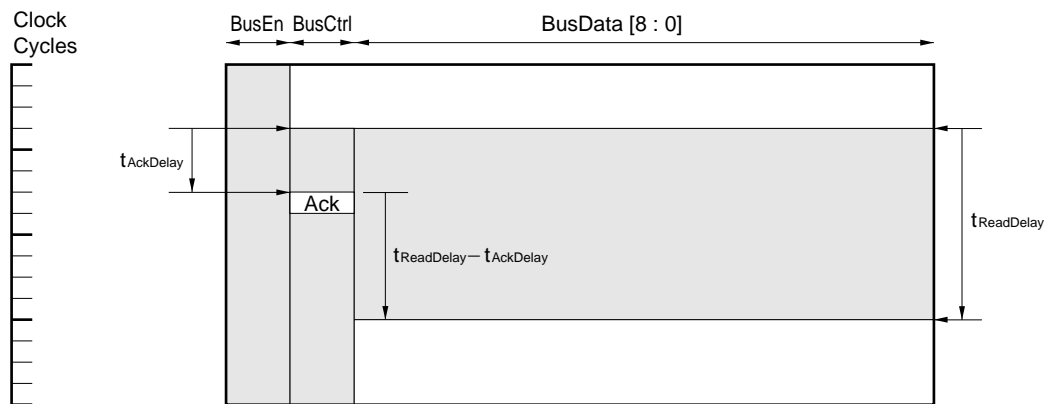 Clock
Cycles
BusEn BusCtrl BusData [8 : 0]
tAckDelay
Ack
tReadDelay
tReadDelay – tAckDelay